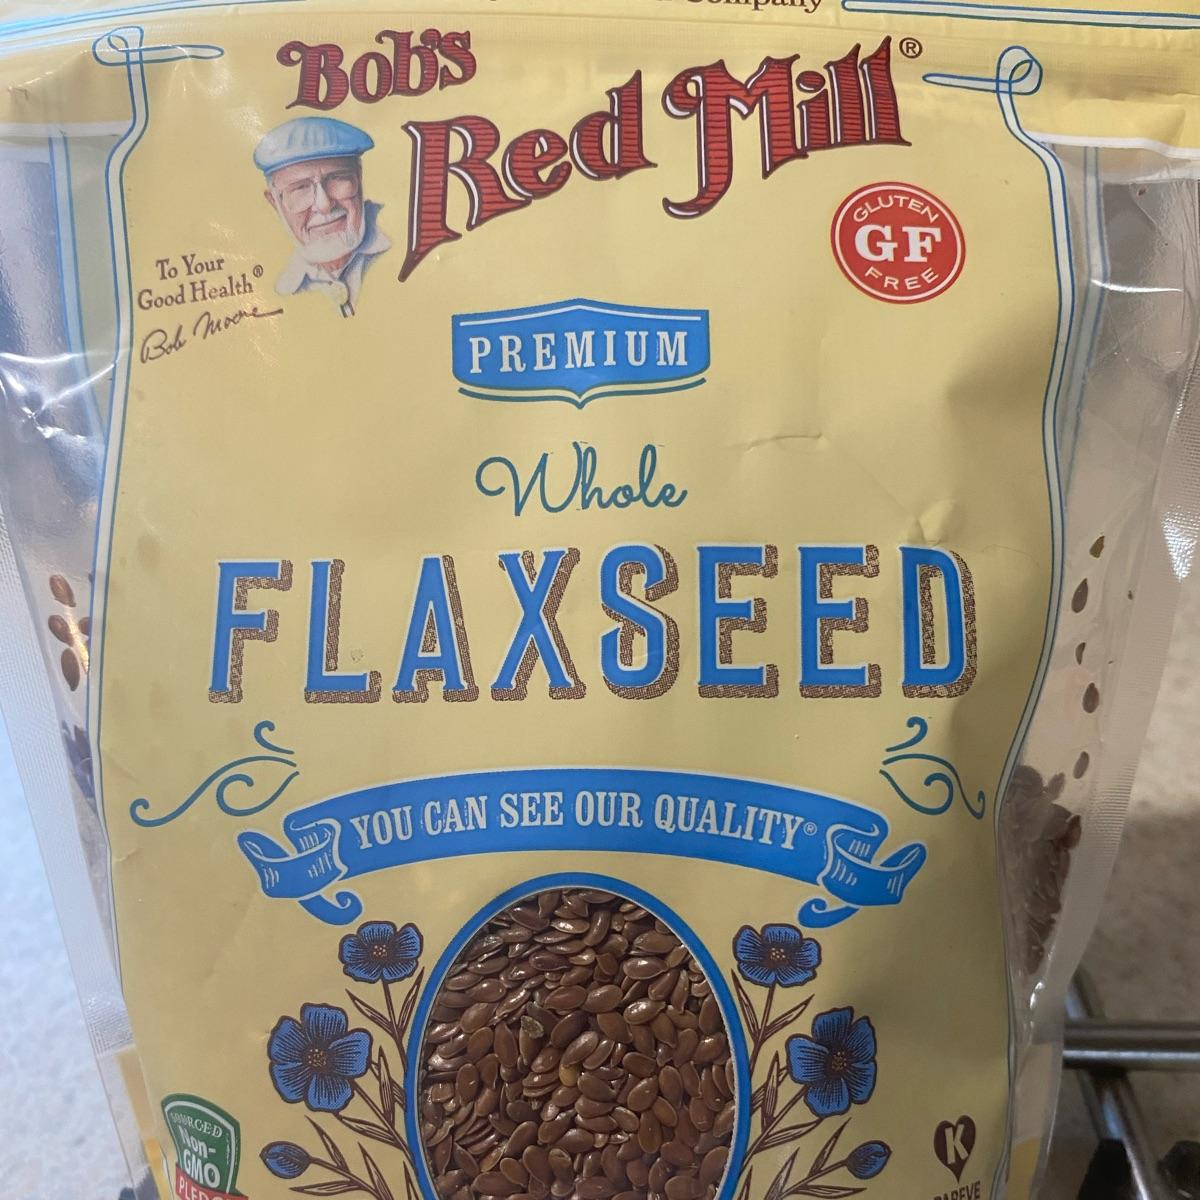 Company
Bob's
Red Mill®
GLUTEN
GF
FREE
To Your
Good Health®
Bob Moore
PREMIUM
Whole
FLAXSEED
YOU CAN SEE OUR QUALITY®
SOURCED
Non-
GMO
K